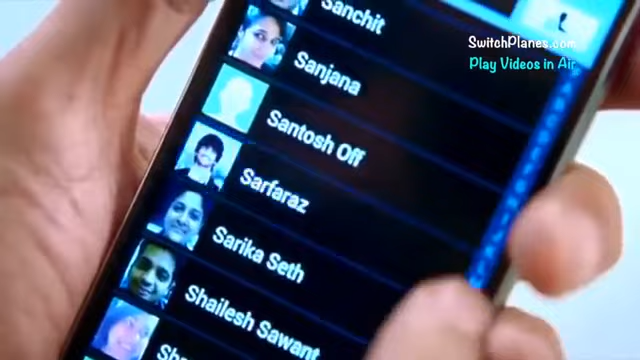 Sanchit
SwitchPlanes.com
Play Videos in Air
Sanjana
Santosh Off
Sarfaraz
Sarika Seth
Shailesh Sawant